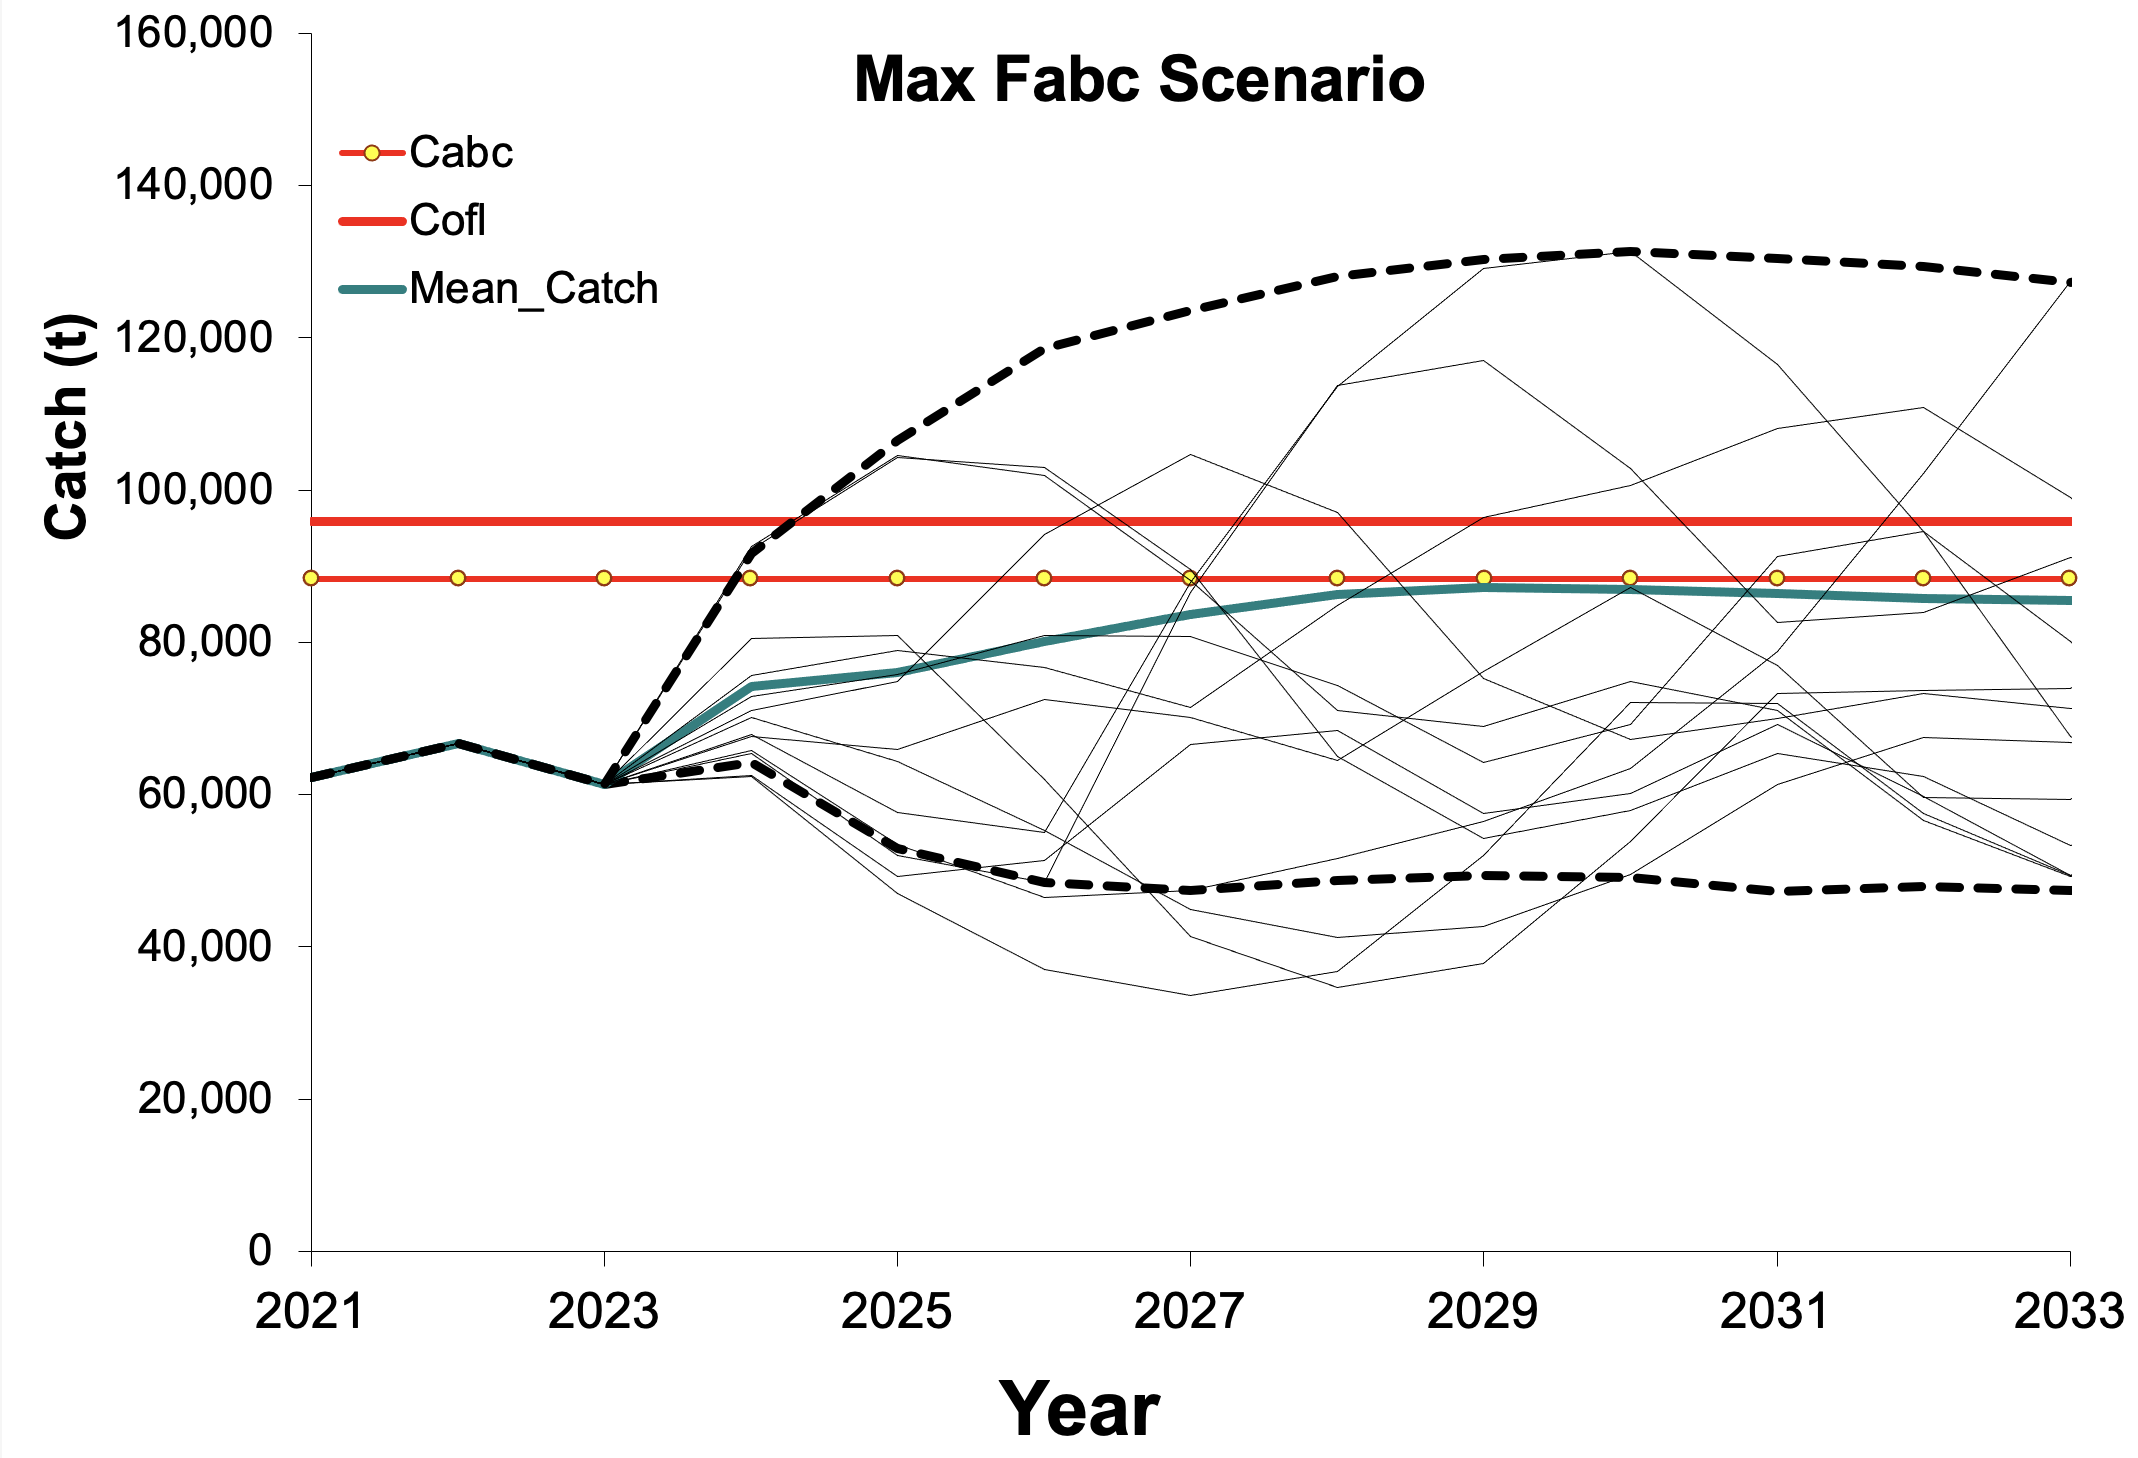 Max Fabc Scenario
Cabc
Cofl
Mean_Catch
Catch (t)
160,000
140,000
120,000
100,000
80,000
60,000
40,000
20,000
0
2021 2023 2025 2027 2029 2031 2033
Year